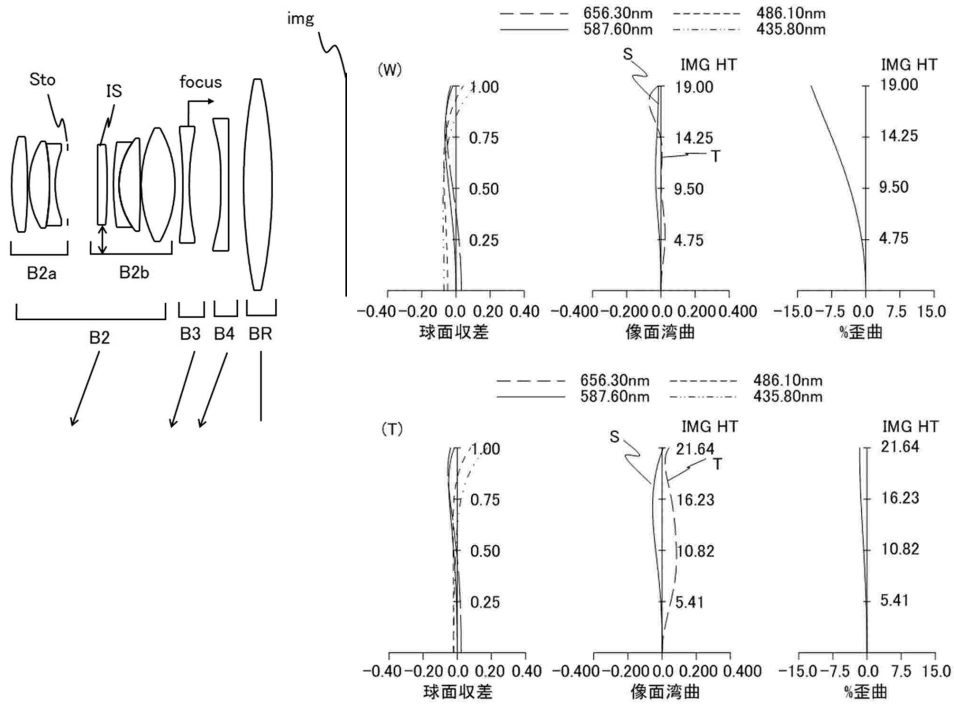 img
Sto
IS
focus
B2a
B2b
B2
B3
B4
BR
656.30nm 486.10nm
587.60nm 435.80nm
(W)
1.00
0.75
0.50
0.25
-0.40 -0.20 0.0 0.20 0.40
球面収差
S
IMG HT
19.00
14.25
T
9.50
4.75
-0.400 -0.200 0.0 0.200 0.400
像面湾曲
IMG HT
19.00
14.25
9.50
4.75
-15.0 -7.5 0.0 7.5 15.0
%歪曲
656.30nm 486.10nm
587.60nm 435.80nm
(T)
1.00
0.75
0.50
0.25
-0.40 -0.20 0.0 0.20 0.40
球面収差
S
IMG HT
21.64
T
16.23
10.82
5.41
-0.400 -0.200 0.0 0.200 0.400
像面湾曲
IMG HT
21.64
16.23
10.82
5.41
-15.0 -7.5 0.0 7.5 15.0
%歪曲